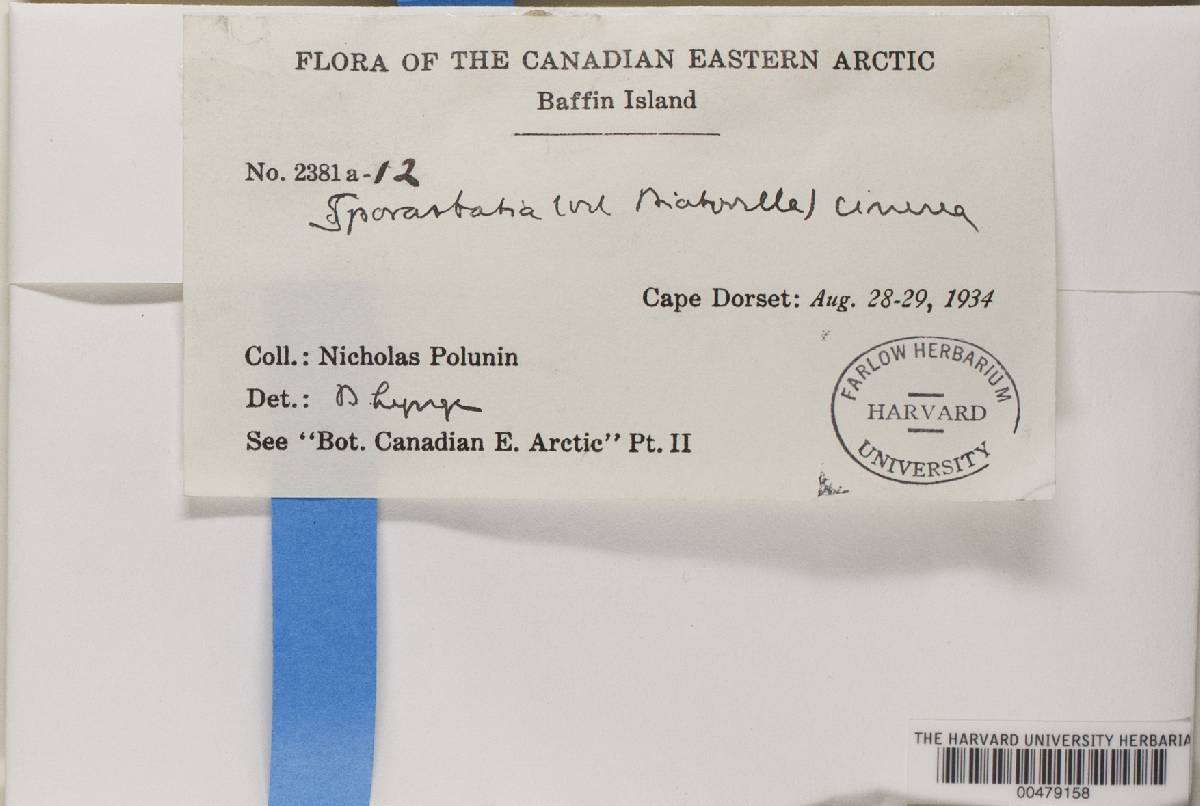 FLORA OF THE CANADIAN EASTERN ARCTIC
Baffin Island
No. 2381 a-12
Sporastatia (vel Biatorella) cinerea
Cape Dorset: Aug. 28-29, 1934
Coll.: Nicholas Polunin
Det.: B Lynge
See "Bot. Canadian E. Arctic" Pt. II
FARLOW HERBARIUM
HARVARD
UNIVERSITY
THE HARVARD UNIVERSITY HERBARIA
00479158